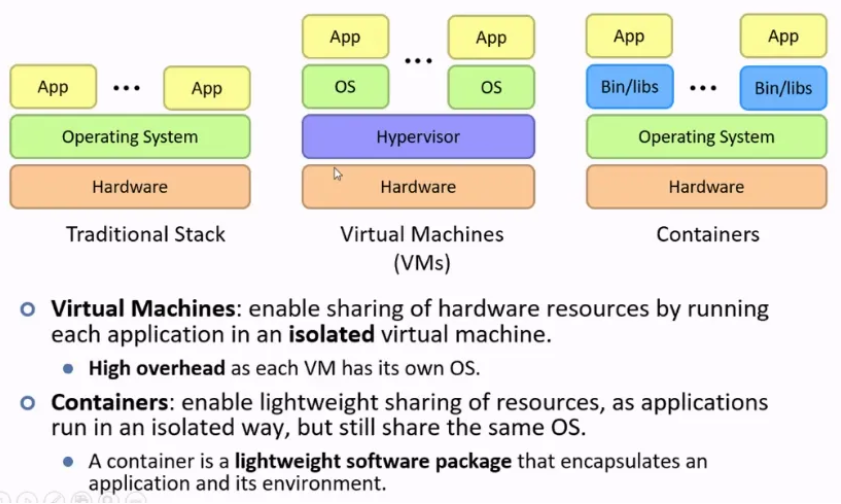 App ... App
Operating System
Hardware
Traditional Stack
App ... App
OS OS
Hypervisor
Hardware
Virtual Machines
(VMs)
App App
Bin/libs ... Bin/libs
Operating System
Hardware
Containers
Virtual Machines: enable sharing of hardware resources by running
each application in an isolated virtual machine.
High overhead as each VM has its own OS.
Containers: enable lightweight sharing of resources, as applications
run in an isolated way, but still share the same OS.
A container is a lightweight software package that encapsulates an
application and its environment.